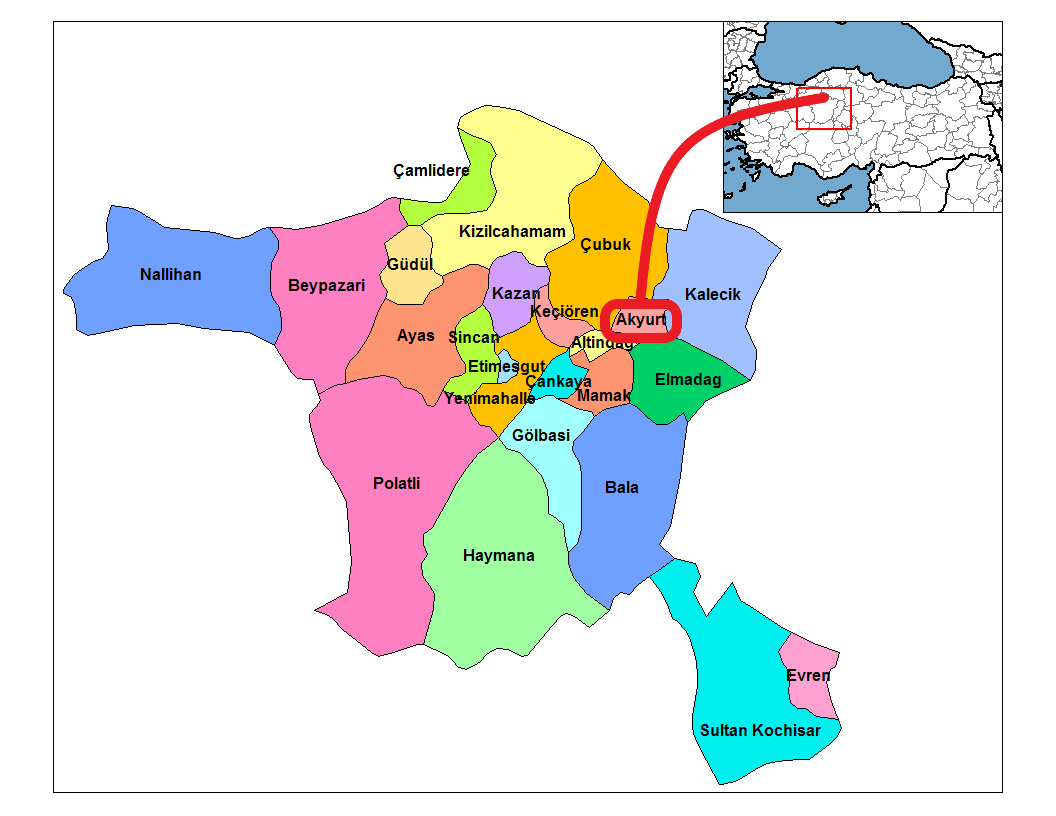 Çamlidere
Kizilcahamam
Çubuk
Nallihan
Güdül
Beypazari
Kazan
Kalecik
Keçiören
Akyurt
Ayas
Sincan
Altindag
Etimesgut
Çankaya
Elmadag
Yenimahalle
Mamak
Gölbasi
Polatli
Bala
Haymana
Evren
Sultan Kochisar